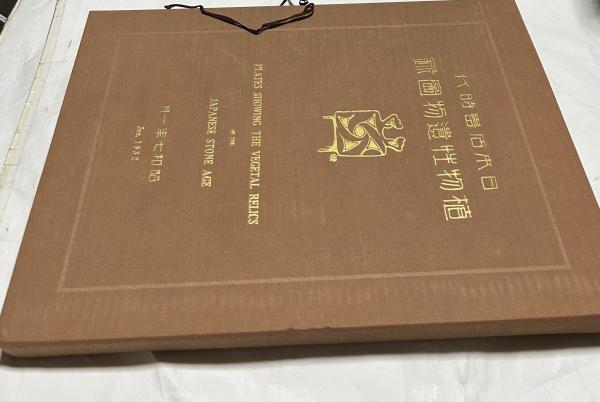 日本石器時代
植物性遺物圖録
PLATES SHOWING THE VEGETAL RELICS
OF THE
JAPANESE STONE AGE
昭和七年一月
Jan. 1932